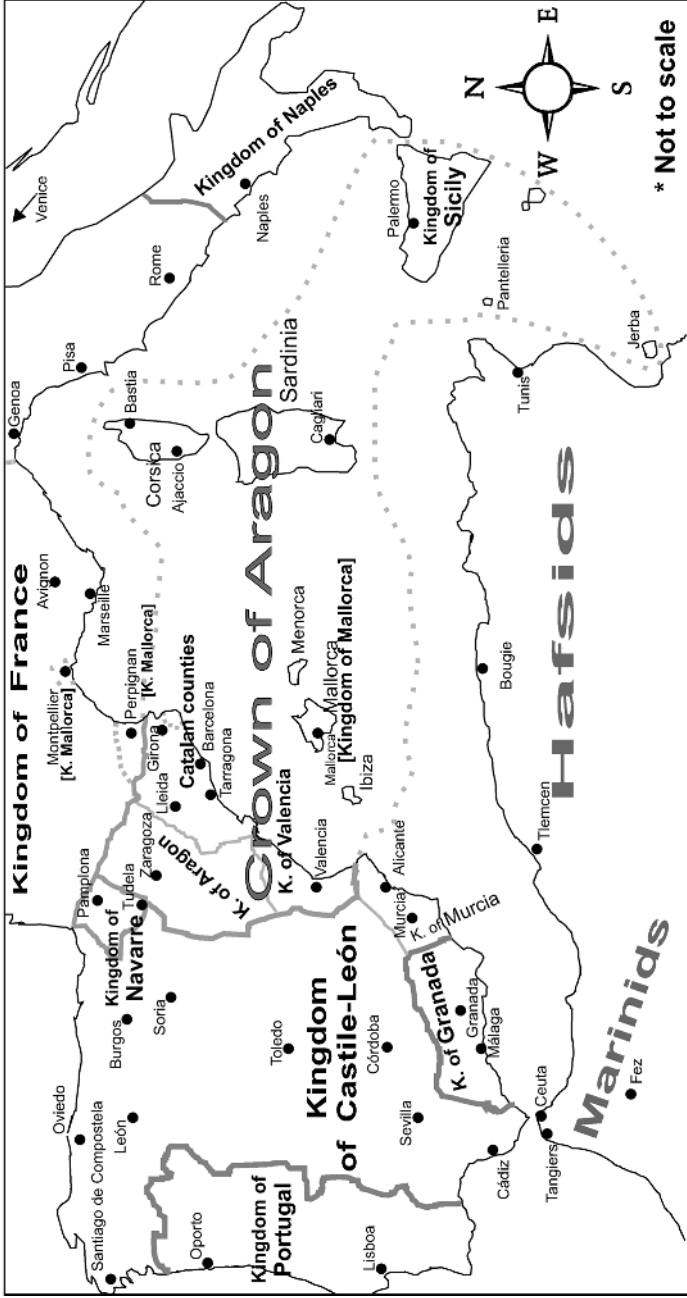 Kingdom of France
Genoa
Venice
Avignon
Marseille
Montpellier
[K. Mallorca]
Pisa
Rome
Kingdom of Naples
Naples
N
E
S
W
* Not to scale
Oviedo
Santiago de Compostela
León
Burgos
Soria
Pamplona
Kingdom of
Navarre
Tudela
Zaragoza
K. of Aragon
Perpignan
[K. Mallorca]
Girona
Lleida
Catalan counties
Barcelona
Tarragona
Bastia
Corsica
Ajaccio
Crown of Aragon
Sardinia
Cagliari
Menorca
Mallorca
Mallorca
[Kingdom of Mallorca]
Ibiza
Palermo
Kingdom of
Sicily
Oporto
Kingdom of
Portugal
Lisboa
Toledo
Kingdom
of Castile-León
Córdoba
Sevilla
Cádiz
K. of Valencia
Valencia
Alicante
Murcia
K. of Murcia
K. of Granada
Granada
Málaga
Pantelleria
Jerba
Tunis
Bougie
Tlemcen
Hafsids
Ceuta
Tangiers
Marinids
Fez